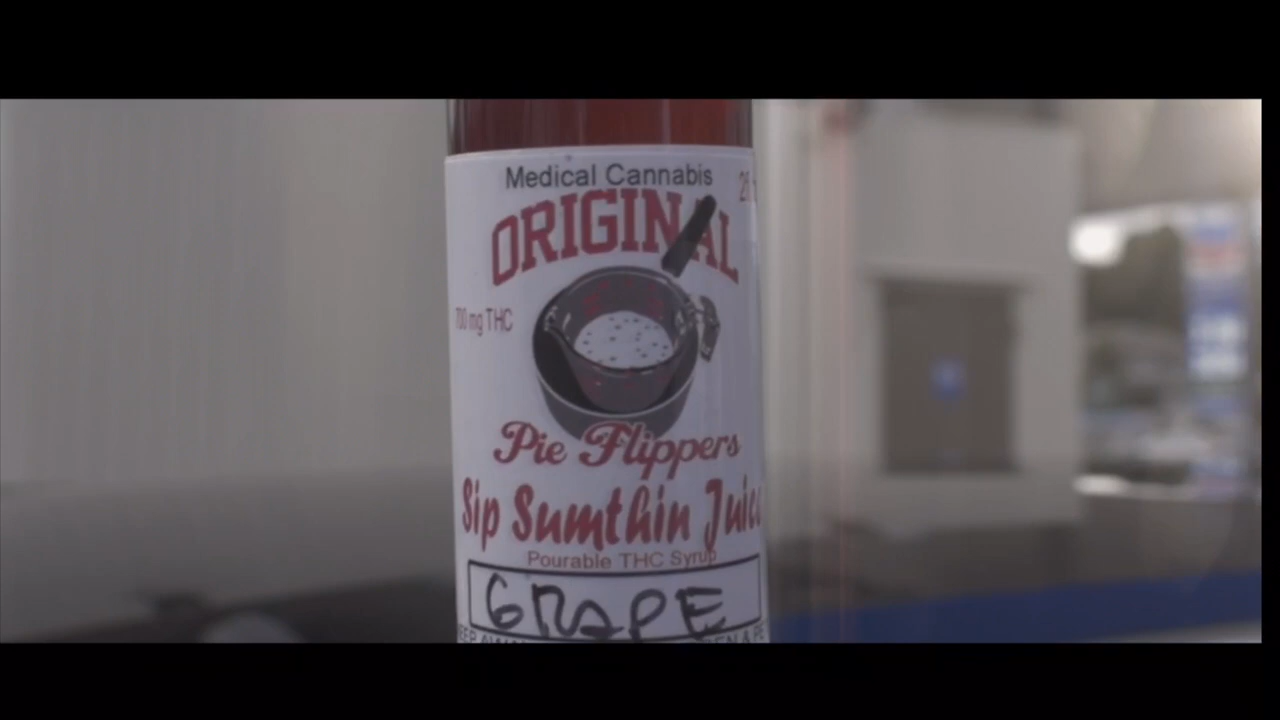 Medical Cannabis
ORIGINAL
700 mg THC
Pie Flippers
Sip Sumthin Juice
Pourable THC Syrup
GRAPE